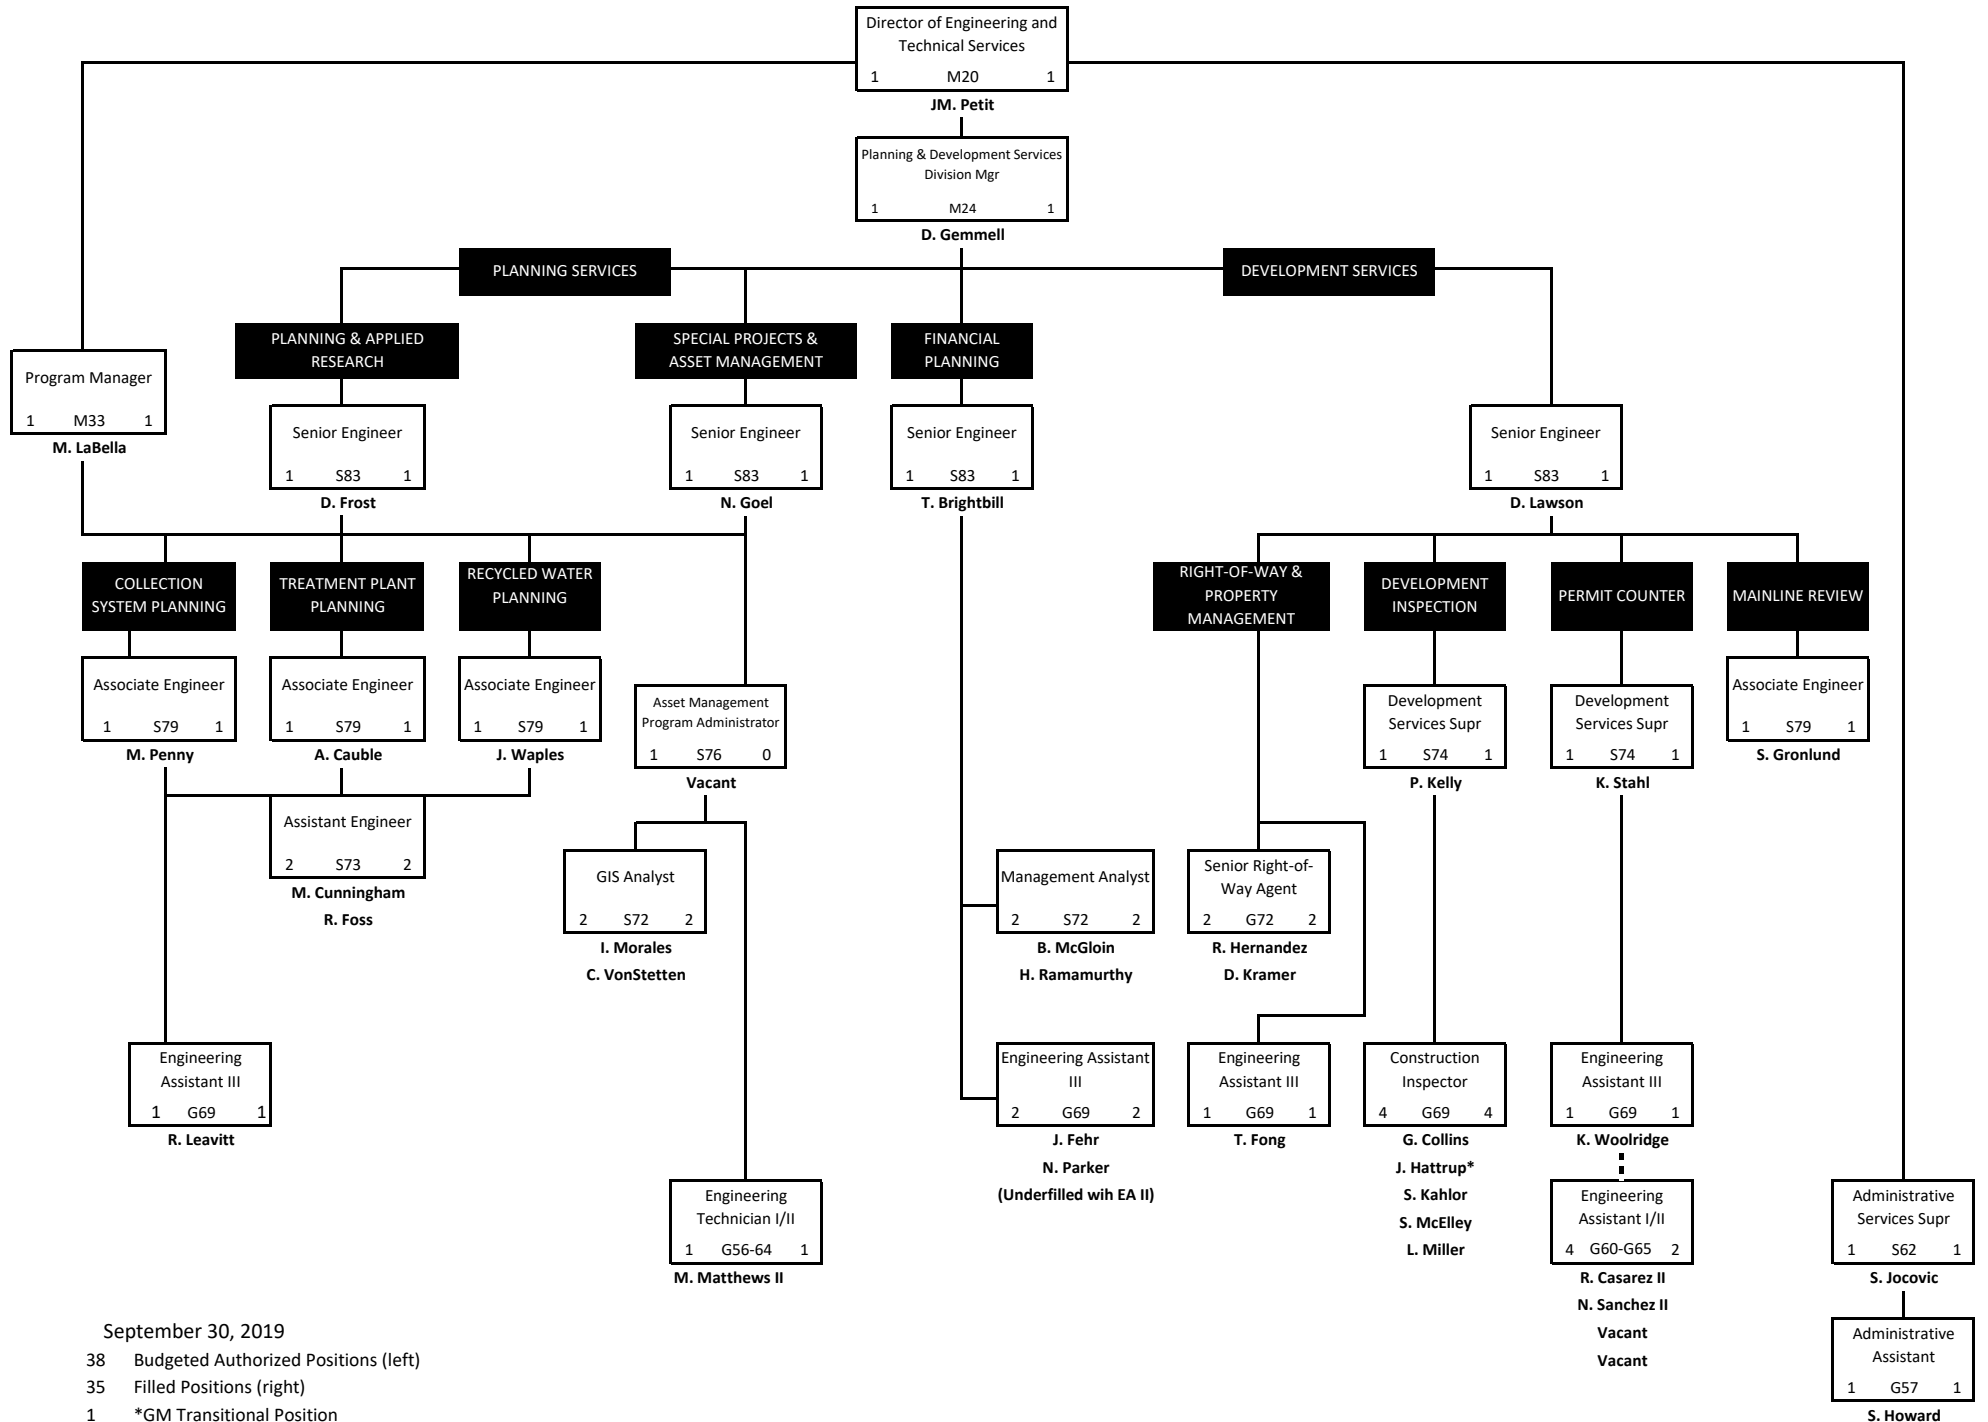 Director of Engineering and
Technical Services
1 M20 1
JM. Petit
Planning & Development Services
Division Mgr
1 M24 1
D. Gemmell
PLANNING SERVICES
DEVELOPMENT SERVICES
PLANNING & APPLIED
RESEARCH
SPECIAL PROJECTS &
ASSET MANAGEMENT
FINANCIAL
PLANNING
Program Manager
1 M33 1
M. LaBella
Senior Engineer
1 S83 1
D. Frost
Senior Engineer
1 S83 1
N. Goel
Senior Engineer
1 S83 1
T. Brightbill
Senior Engineer
1 S83 1
D. Lawson
COLLECTION
SYSTEM PLANNING
TREATMENT PLANT
PLANNING
RECYCLED WATER
PLANNING
RIGHT-OF-WAY &
PROPERTY
MANAGEMENT
DEVELOPMENT
INSPECTION
PERMIT COUNTER
MAINLINE REVIEW
Associate Engineer
1 S79 1
M. Penny
Associate Engineer
1 S79 1
A. Cauble
Associate Engineer
1 S79 1
J. Waples
Asset Management
Program Administrator
1 S76 0
Vacant
Development
Services Supr
1 S74 1
P. Kelly
Development
Services Supr
1 S74 1
K. Stahl
Associate Engineer
1 S79 1
S. Gronlund
Assistant Engineer
2 S73 2
M. Cunningham
R. Foss
GIS Analyst
2 S72 2
I. Morales
C. VonStetten
Management Analyst
2 S72 2
B. McGloin
H. Ramamurthy
Senior Right-of-
Way Agent
2 G72 2
R. Hernandez
D. Kramer
Engineering
Assistant III
1 G69 1
R. Leavitt
Engineering Assistant
III
2 G69 2
J. Fehr
N. Parker
(Underfilled wih EA II)
Engineering
Assistant III
1 G69 1
T. Fong
Construction
Inspector
4 G69 4
G. Collins
J. Hattrup*
S. Kahlor
S. McElley
L. Miller
Engineering
Assistant III
1 G69 1
K. Woolridge
Engineering
Technician I/II
1 G56-64 1
M. Matthews II
Engineering
Assistant I/II
4 G60-G65 2
R. Casarez II
N. Sanchez II
Vacant
Vacant
Administrative
Services Supr
1 S62 1
S. Jocovic
Administrative
Assistant
1 G57 1
S. Howard
September 30, 2019
38 Budgeted Authorized Positions (left)
35 Filled Positions (right)
1 *GM Transitional Position